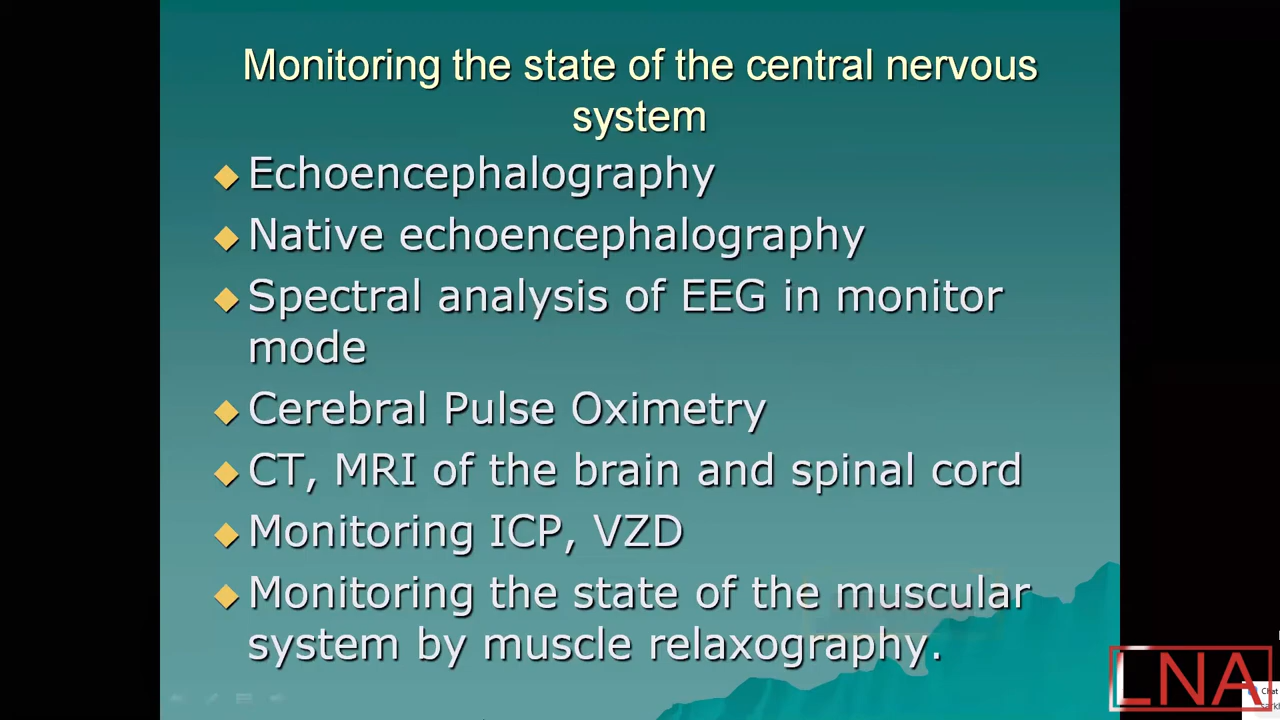 Monitoring the state of the central nervous
system
Echoencephalography
Native echoencephalography
Spectral analysis of EEG in monitor
mode
Cerebral Pulse Oximetry
CT, MRI of the brain and spinal cord
Monitoring ICP, VZD
Monitoring the state of the muscular
system by muscle relaxography.
LNA
Chat